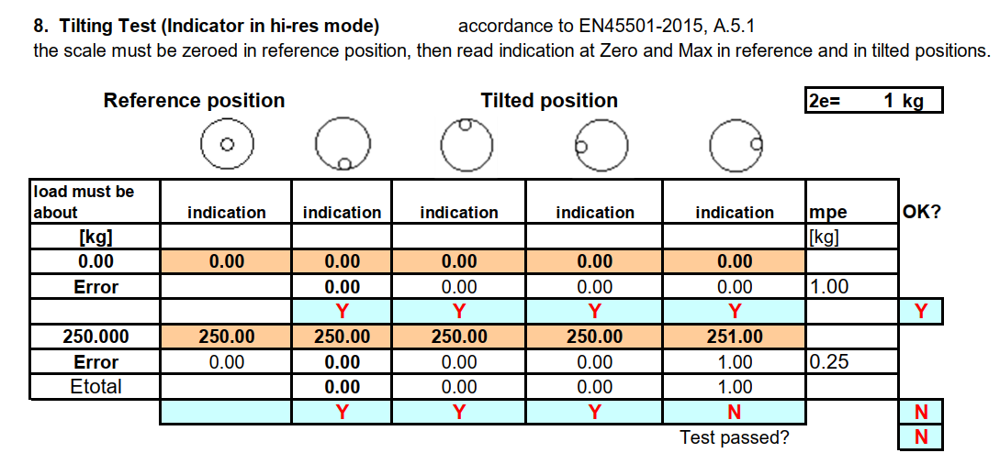 8. Tilting Test (Indicator in hi-res mode) accordance to EN45501-2015, A.5.1
the scale must be zeroed in reference position, then read indication at Zero and Max in reference and in tilted positions.
Reference position Tilted position 2e= 1 kg
load must be about indication indication indication indication indication mpe OK?
[kg] [kg]
0.00 0.00 0.00 0.00 0.00 0.00
Error 0.00 0.00 0.00 0.00 1.00
Y Y Y Y Y
250.000 250.00 250.00 250.00 250.00 251.00
Error 0.00 0.00 0.00 0.00 1.00 0.25
Etotal 0.00 0.00 0.00 1.00
Y Y Y N N
Test passed? N